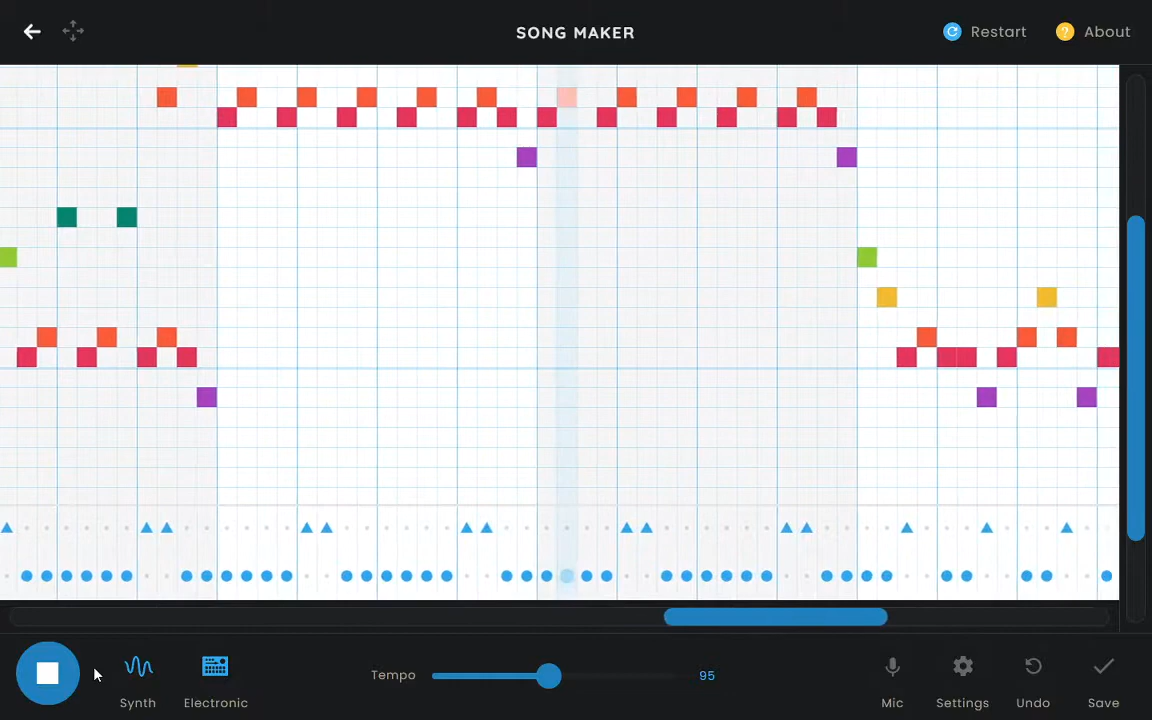 SONG MAKER
Restart
? About
Tempo
95
Synth
Electronic
Mic
Settings
Undo
Save